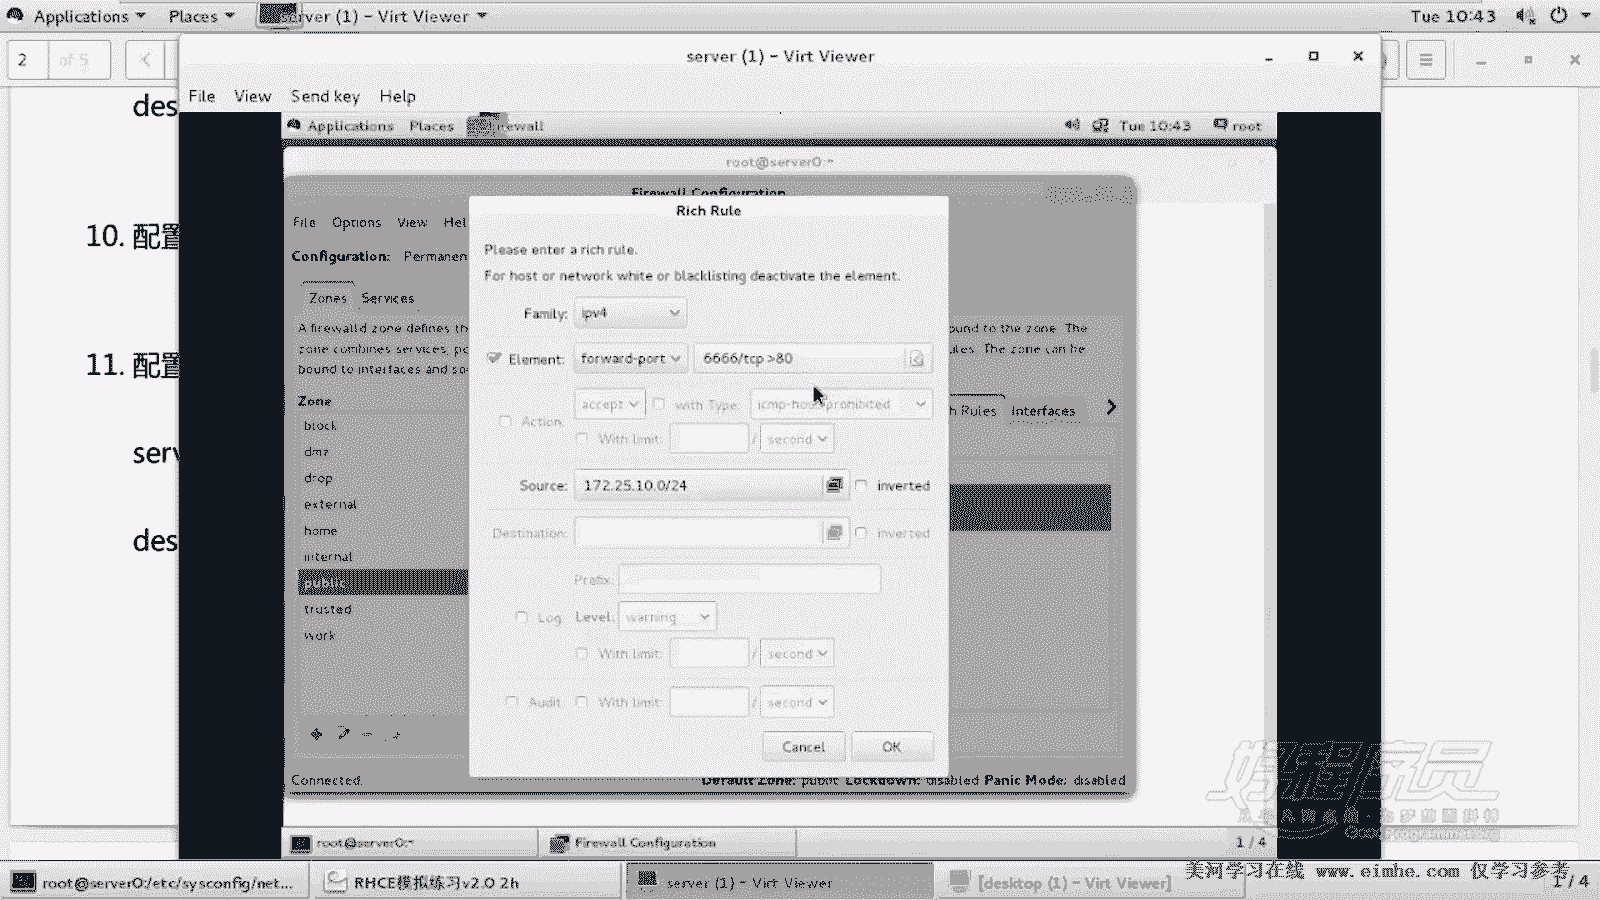 Applications Places server (1) – Virt Viewer Tue 10:43
2 of 5
server (1) – Virt Viewer
File View Send key Help
Applications Places Tue 10:43 root
root@server0:~
Firewall Configuration
File Options View Hel
Configuration: Permanen
Zones Services
A firewalld zone defines th
ound to the zone. The
zone combines services, po
ules. The zone can be
bound to interfaces and so
Zone
block
dmz
drop
external
home
internal
public
trusted
work
h Rules Interfaces
Connected.
Default Zone: public Lockdown: disabled Panic Mode: disabled
Rich Rule
Please enter a rich rule.
For host or network white or blacklisting deactivate the element.
Family: ipv4
Element: forward-port 6666/tcp >80
Action: accept with Type: icmp-host-prohibited
With limit: / second
Source: 172.25.10.0/24 inverted
Destination: inverted
Prefix:
Log Level: warning
With limit: / second
Audit With limit: / second
Cancel OK
des
10. 配置
11. 配置
serv
des
root@server0:~ Firewall Configuration 1 / 4
好程序员
root@server0:/etc/sysconfig/net... RHCE模拟练习v2.0 2h server (1) – Virt Viewer [desktop (1) – Virt Viewer] 1 / 4
美河学习在线 www.eimhe.com 仅学习参考